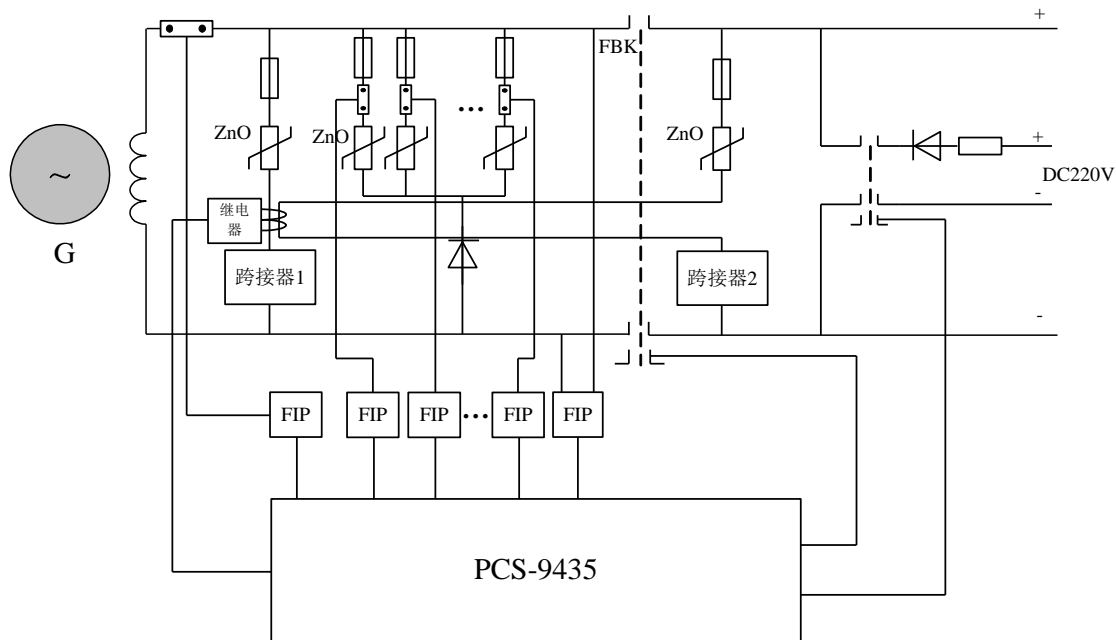 +
FBK
ZnO
ZnO
ZnO
+
DC220V
-
~
G
继电
器
跨接器1
跨接器2
-
FIP
FIP
FIP
...
FIP
FIP
PCS-9435